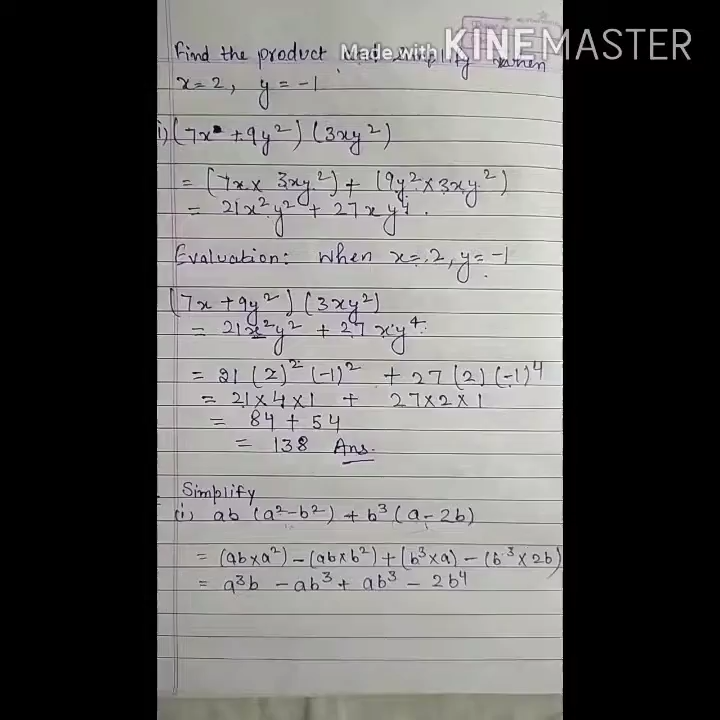 Made with KINEMASTER
Find the product and simplify when
x = 2, y = -1
i) (7x + 9y²) (3xy²)
= (7x × 3xy²) + (9y² × 3xy²)
= 21x²y² + 27xy⁴.
Evaluation: when x = 2, y = -1
(7x + 9y²) (3xy²)
= 21x²y² + 27xy⁴
= 21 (2)² (-1)² + 27 (2) (-1)⁴
= 21 × 4 × 1 + 27 × 2 × 1
= 84 + 54
= 138 Ans.
Simplify
(i) ab (a² - b²) + b³ (a - 2b)
= (ab × a²) - (ab × b²) + (b³ × a) - (b³ × 2b)
= a³b - ab³ + ab³ - 2b⁴